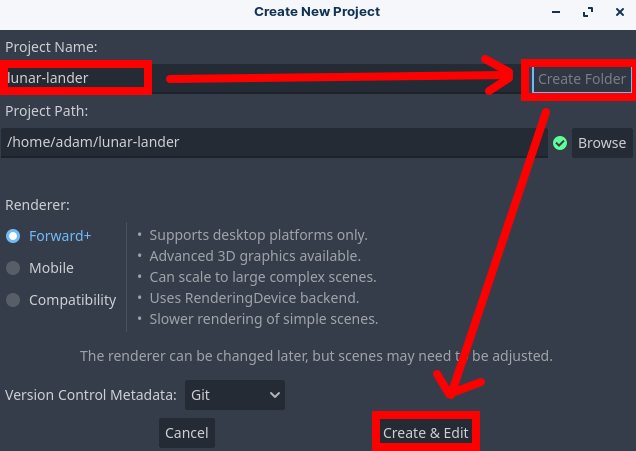 Create New Project
Project Name:
lunar-lander
Create Folder
Project Path:
/home/adam/lunar-lander
Browse
Renderer:
Forward+
Mobile
Compatibility
• Supports desktop platforms only.
• Advanced 3D graphics available.
• Can scale to large complex scenes.
• Uses RenderingDevice backend.
• Slower rendering of simple scenes.
The renderer can be changed later, but scenes may need to be adjusted.
Version Control Metadata: Git
Cancel
Create & Edit